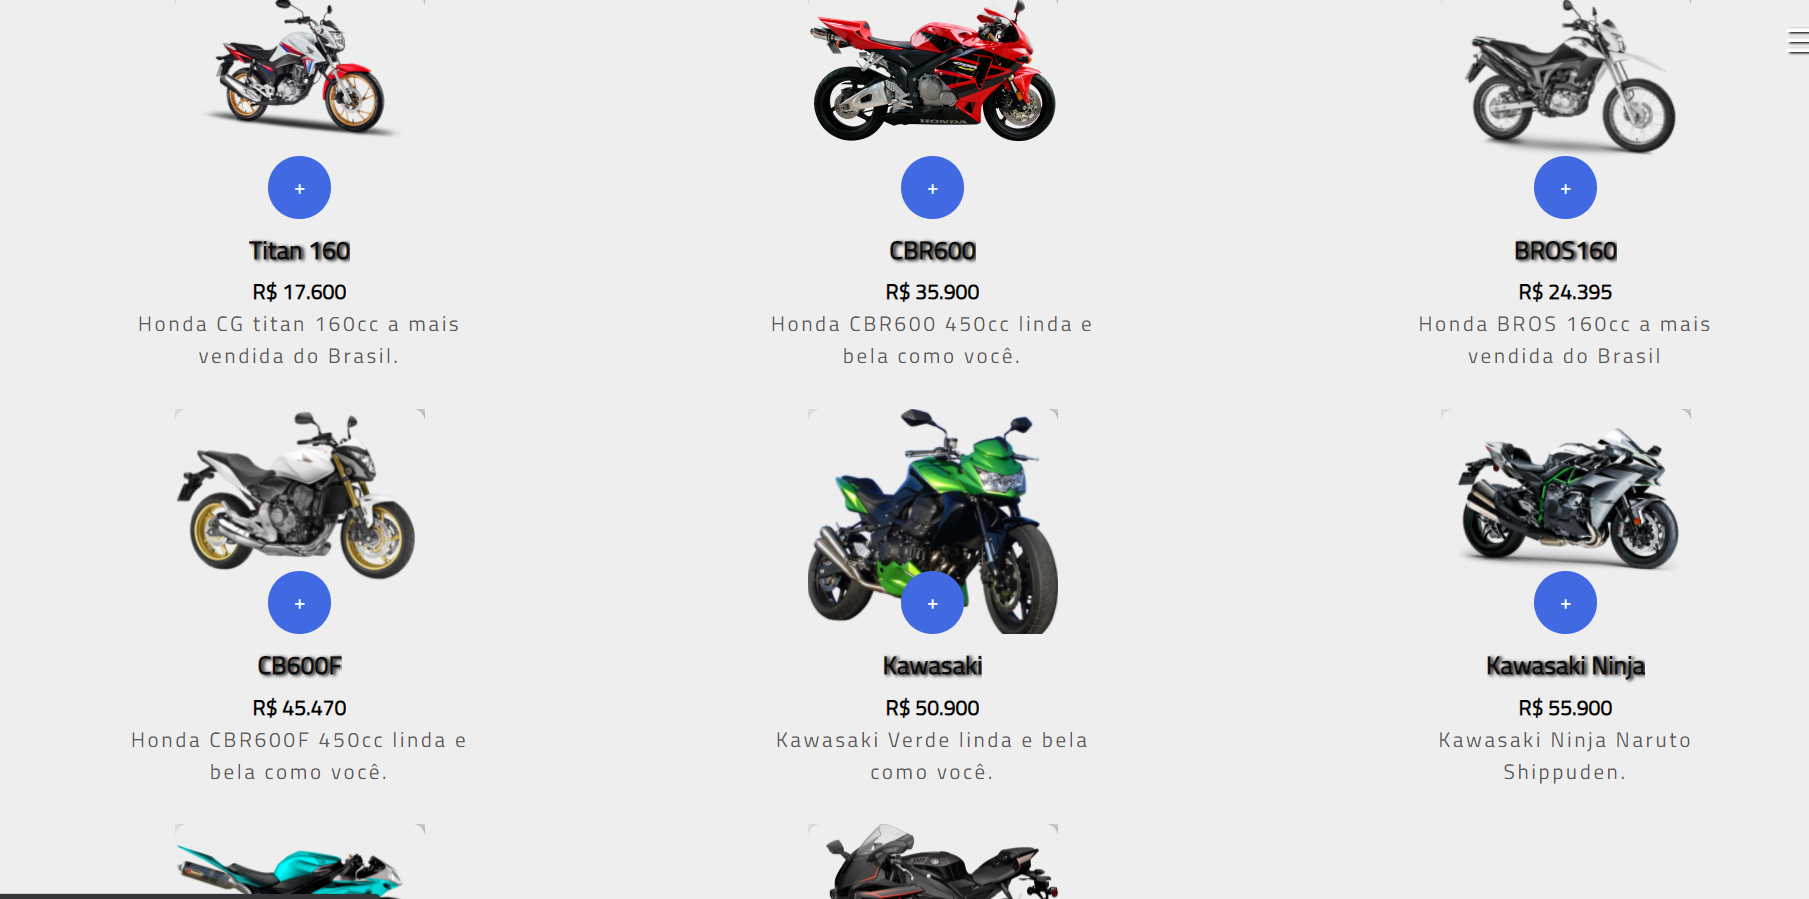 HONDA
+
+
+
Titan 160
CBR600
BROS160
R$ 17.600
R$ 35.900
R$ 24.395
Honda CG titan 160cc a mais
vendida do Brasil.
Honda CBR600 450cc linda e
bela como você.
Honda BROS 160cc a mais
vendida do Brasil
+
+
+
CB600F
Kawasaki
Kawasaki Ninja
R$ 45.470
R$ 50.900
R$ 55.900
Honda CBR600F 450cc linda e
bela como você.
Kawasaki Verde linda e bela
como você.
Kawasaki Ninja Naruto
Shippuden.